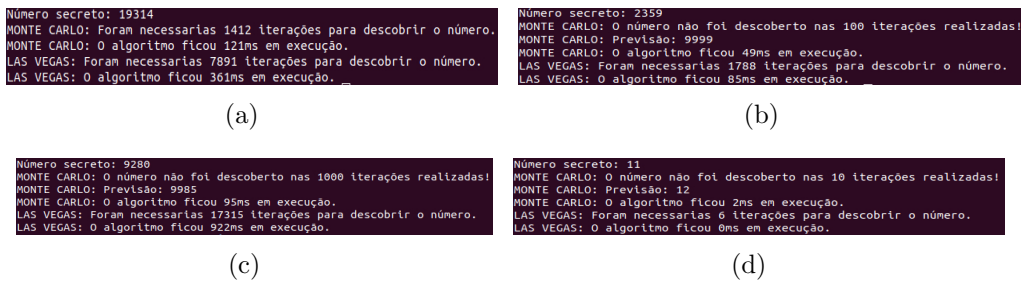 Número secreto: 19314
MONTE CARLO: Foram necessarias 1412 iterações para descobrir o número.
MONTE CARLO: O algoritmo ficou 121ms em execução.
LAS VEGAS: Foram necessarias 7891 iterações para descobrir o número.
LAS VEGAS: O algoritmo ficou 361ms em execução.
(a)
Número secreto: 2359
MONTE CARLO: O número não foi descoberto nas 100 iterações realizadas!
MONTE CARLO: Previsão: 9999
MONTE CARLO: O algoritmo ficou 49ms em execução.
LAS VEGAS: Foram necessarias 1788 iterações para descobrir o número.
LAS VEGAS: O algoritmo ficou 85ms em execução.
(b)
Número secreto: 9280
MONTE CARLO: O número não foi descoberto nas 1000 iterações realizadas!
MONTE CARLO: Previsão: 9985
MONTE CARLO: O algoritmo ficou 95ms em execução.
LAS VEGAS: Foram necessarias 17315 iterações para descobrir o número.
LAS VEGAS: O algoritmo ficou 922ms em execução.
(c)
Número secreto: 11
MONTE CARLO: O número não foi descoberto nas 10 iterações realizadas!
MONTE CARLO: Previsão: 12
MONTE CARLO: O algoritmo ficou 2ms em execução.
LAS VEGAS: Foram necessarias 6 iterações para descobrir o número.
LAS VEGAS: O algoritmo ficou 0ms em execução.
(d)